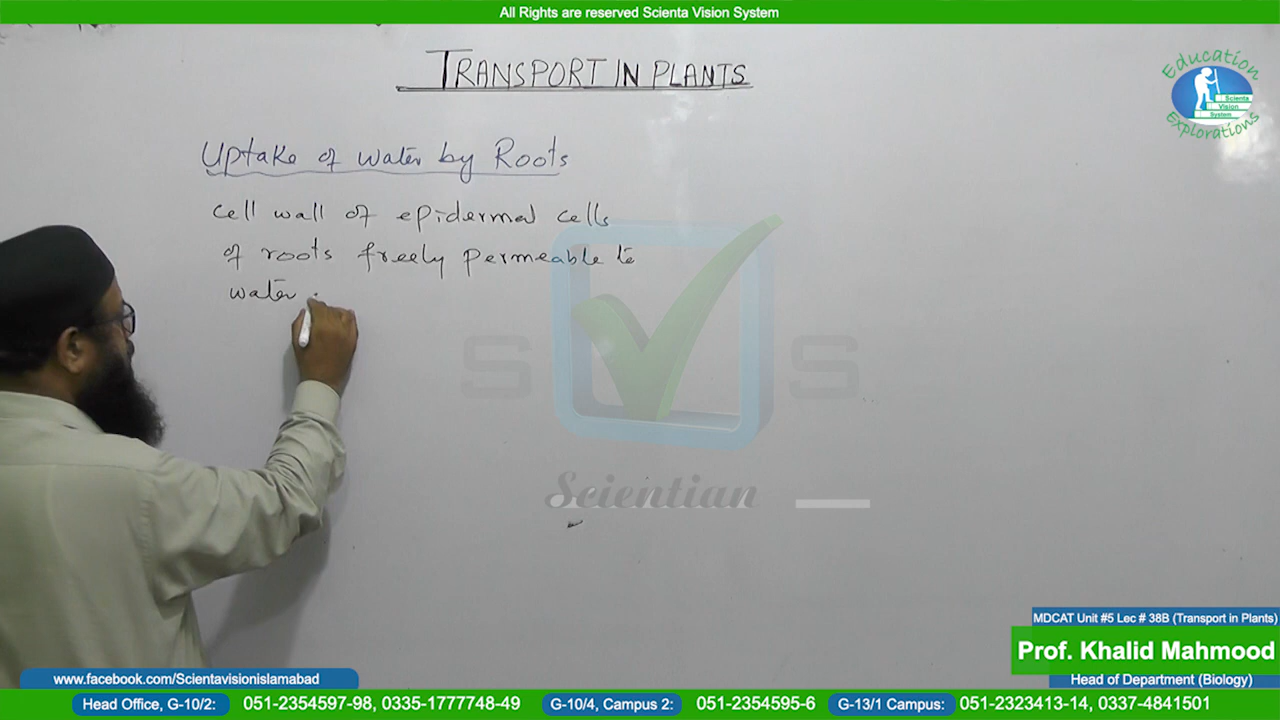 All Rights are reserved Scienta Vision System
TRANSPORT IN PLANTS
Education
Scienta
Vision
System
Explorations
Uptake of water by Roots
cell wall of epidermal cells
of roots freely permeable to
water
S S
Scientian
MDCAT Unit #5 Lec # 38B (Transport in Plants)
Prof. Khalid Mahmood
Head of Department (Biology)
www.facebook.com/Scientavisionislamabad
Head Office, G-10/2: 051-2354597-98, 0335-1777748-49 G-10/4, Campus 2: 051-2354595-6 G-13/1 Campus: 051-2323413-14, 0337-4841501